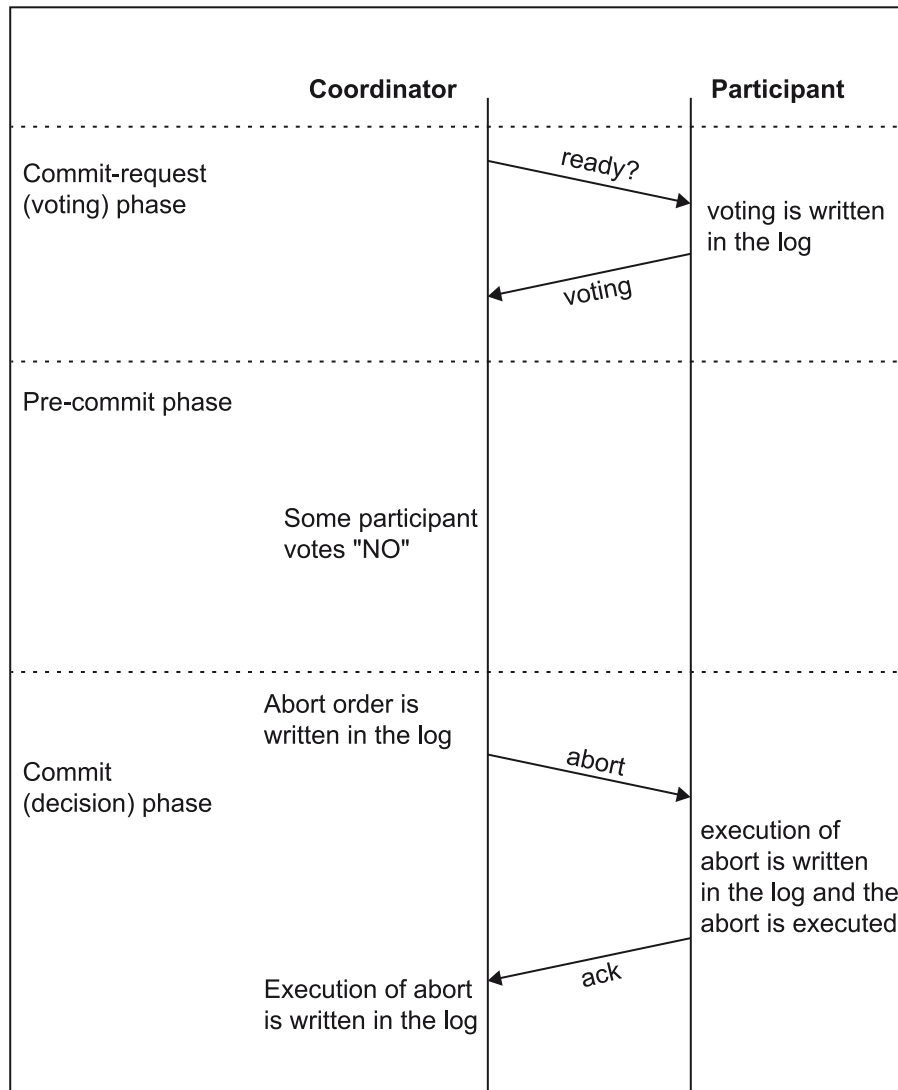 Coordinator
Participant
Commit-request
(voting) phase
ready?
voting is written
in the log
voting
Pre-commit phase
Some participant
votes "NO"
Abort order is
written in the log
abort
Commit
(decision) phase
execution of
abort is written
in the log and the
abort is executed
ack
Execution of abort
is written in the log